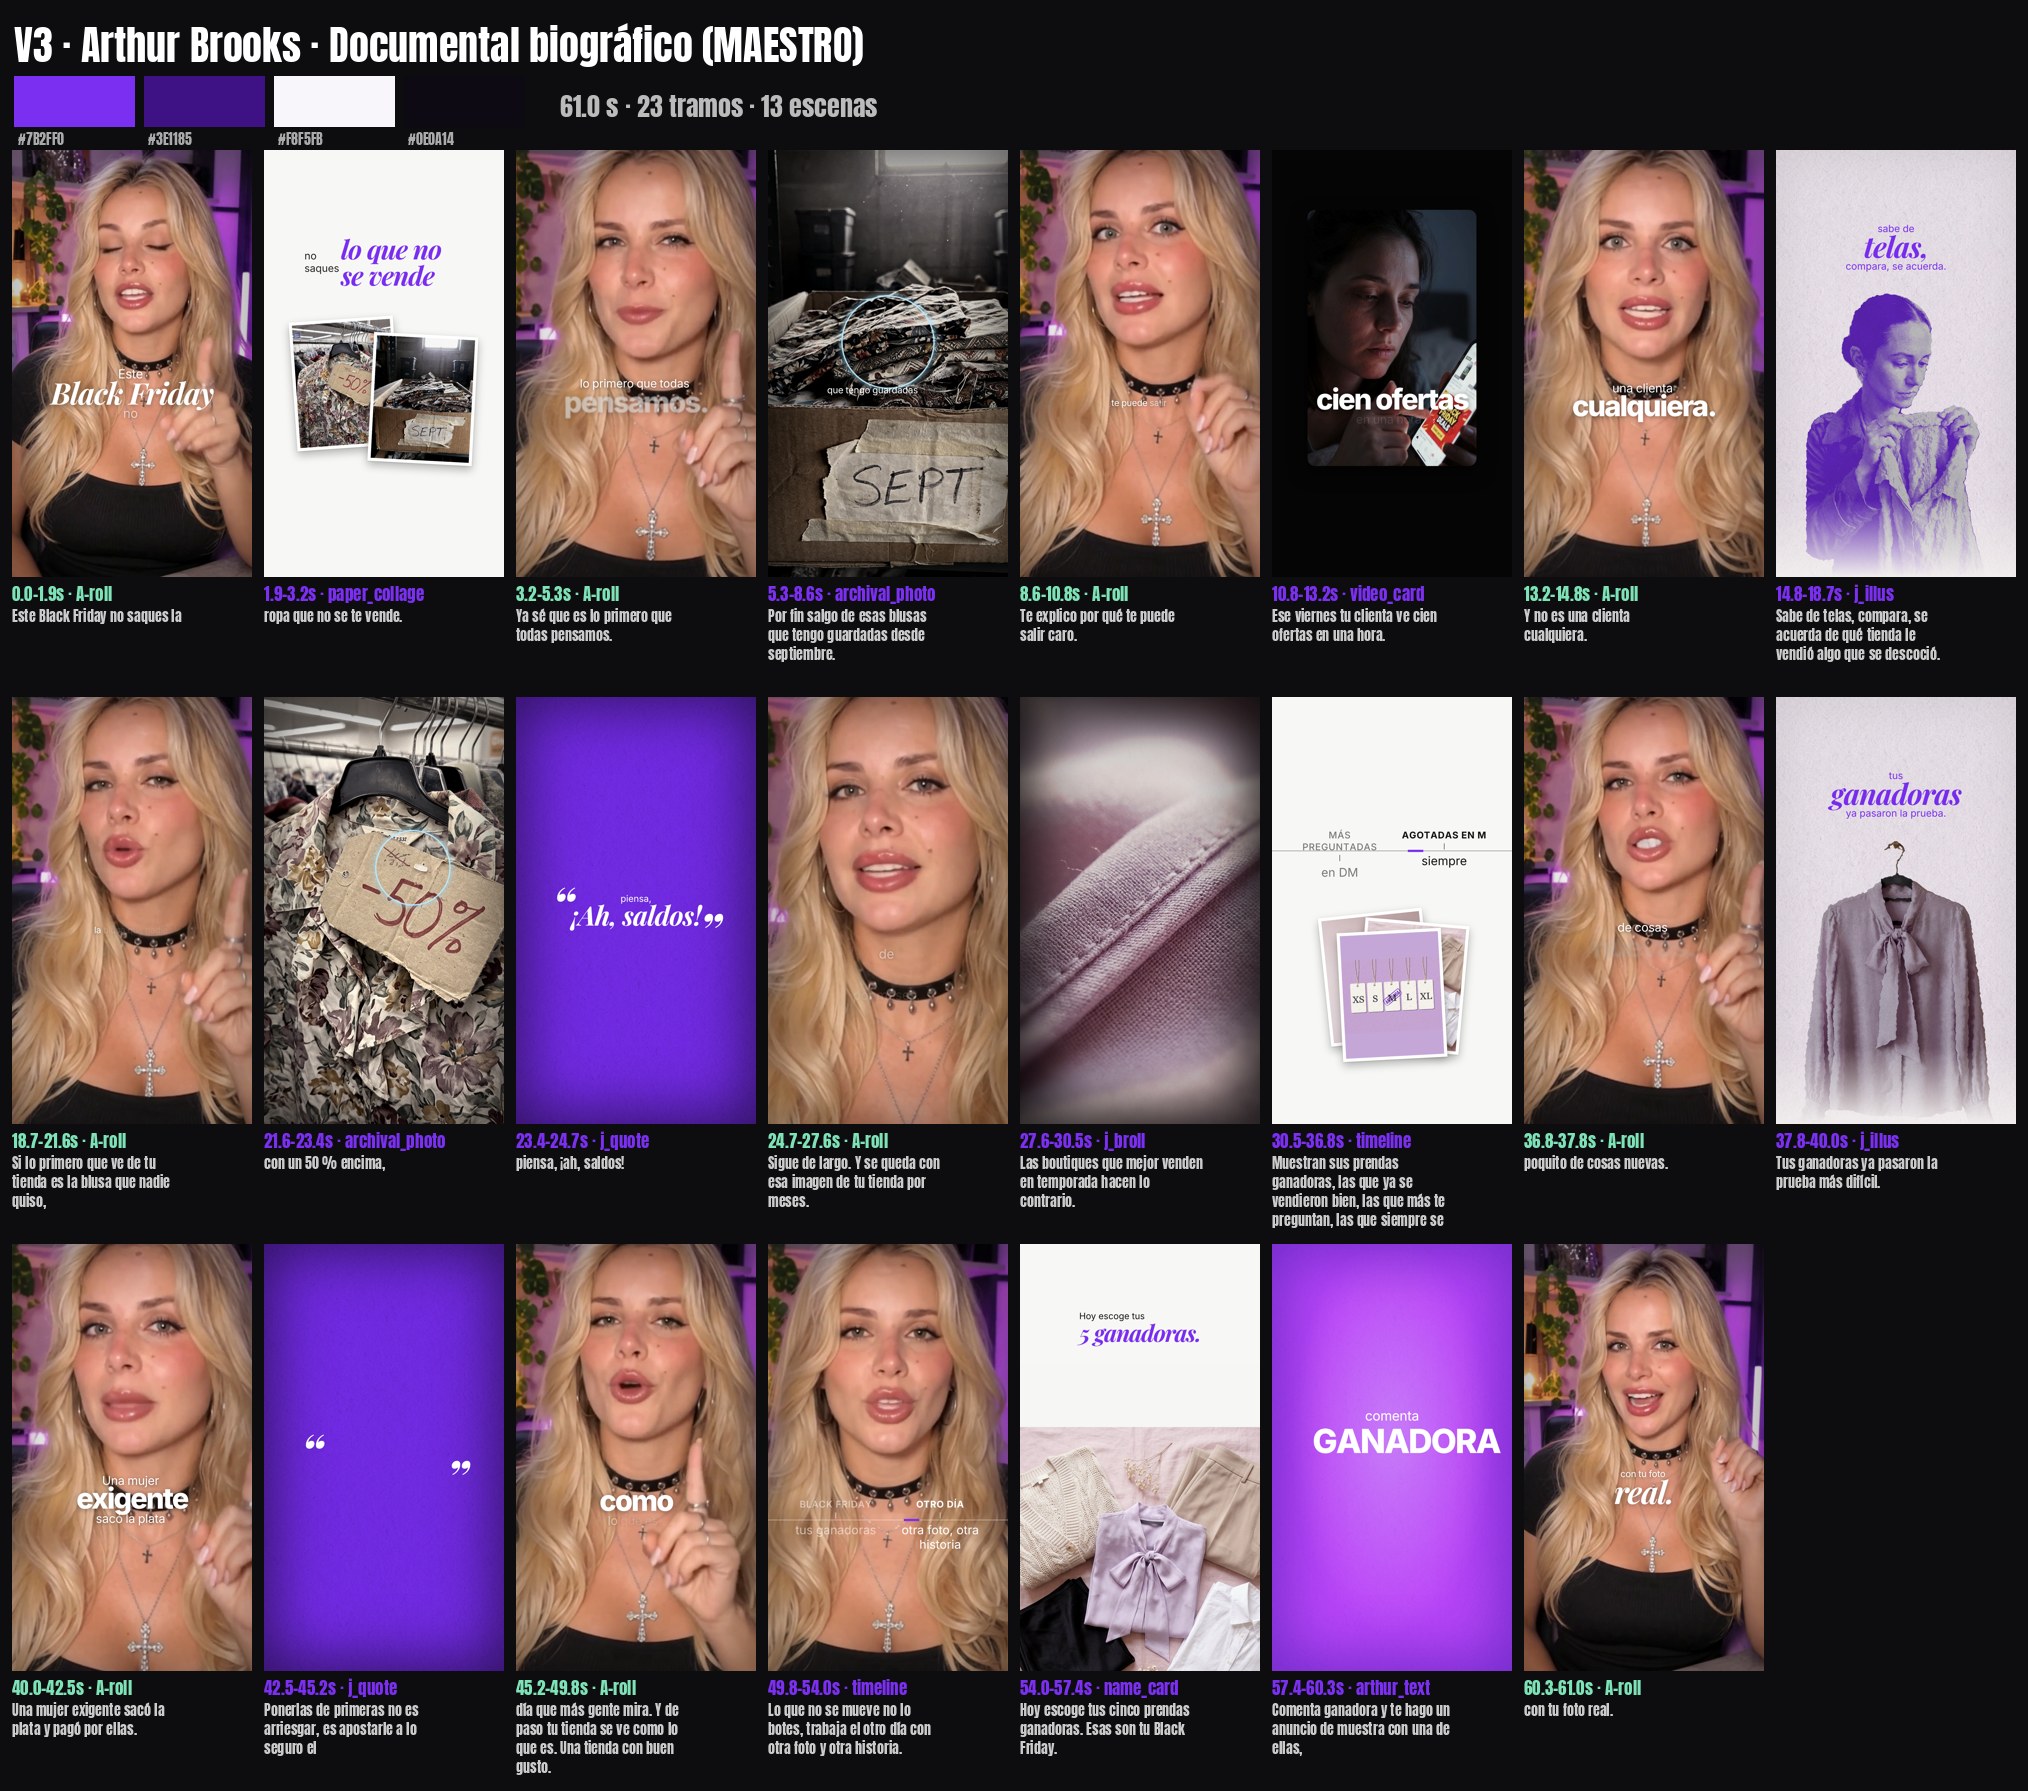 V3 · Arthur Brooks · Documental biográfico (MAESTRO)
61.0 s · 23 tramos · 13 escenas
#7B2FF0
#3E1185
#F8F5FB
#0E0A14
Este
Black Friday
no
no
saques
lo que no
se vende
-50%
SEPT
lo primero que todas
pensamos.
que tengo guardadas
SEPT
te puede salir
cien ofertas
en una
BLACK
FRIDAY
DEALS
una clienta
cualquiera.
sabe de
telas,
compara, se acuerda.
0.0-1.9s · A-roll
Este Black Friday no saques la
1.9-3.2s · paper_collage
ropa que no se te vende.
3.2-5.3s · A-roll
Ya sé que es lo primero que
todas pensamos.
5.3-8.6s · archival_photo
Por fin salgo de esas blusas
que tengo guardadas desde
septiembre.
8.6-10.8s · A-roll
Te explico por qué te puede
salir caro.
10.8-13.2s · video_card
Ese viernes tu clienta ve cien
ofertas en una hora.
13.2-14.8s · A-roll
Y no es una clienta
cualquiera.
14.8-18.7s · j_illus
Sabe de telas, compara, se
acuerda de qué tienda le
vendió algo que se descoció.
la
-50%
“
piensa,
¡Ah, saldos!
”
de
MÁS
PREGUNTADAS
en DM
AGOTADAS EN M
siempre
XS S M L XL
de cosas
tus
ganadoras
ya pasaron la prueba.
18.7-21.6s · A-roll
Si lo primero que ve de tu
tienda es la blusa que nadie
quiso,
21.6-23.4s · archival_photo
con un 50 % encima,
23.4-24.7s · j_quote
piensa, ¡ah, saldos!
24.7-27.6s · A-roll
Sigue de largo. Y se queda con
esa imagen de tu tienda por
meses.
27.6-30.5s · j_broll
Las boutiques que mejor venden
en temporada hacen lo
contrario.
30.5-36.8s · timeline
Muestran sus prendas
ganadoras, las que ya se
vendieron bien, las que más te
preguntan, las que siempre se
36.8-37.8s · A-roll
poquito de cosas nuevas.
37.8-40.0s · j_illus
Tus ganadoras ya pasaron la
prueba más difícil.
Una mujer
exigente
sacó la plata
“
”
como
lo
BLACK FRIDAY
tus ganadoras
OTRO DÍA
otra foto, otra
historia
Hoy escoge tus
5 ganadoras.
comenta
GANADORA
con tu foto
real.
40.0-42.5s · A-roll
Una mujer exigente sacó la
plata y pagó por ellas.
42.5-45.2s · j_quote
Ponerlas de primeras no es
arriesgar, es apostarle a lo
seguro el
45.2-49.8s · A-roll
día que más gente mira. Y de
paso tu tienda se ve como lo
que es. Una tienda con buen
gusto.
49.8-54.0s · timeline
Lo que no se mueve no lo
botes, trabaja el otro día con
otra foto y otra historia.
54.0-57.4s · name_card
Hoy escoge tus cinco prendas
ganadoras. Esas son tu Black
Friday.
57.4-60.3s · arthur_text
Comenta ganadora y te hago un
anuncio de muestra con una de
ellas,
60.3-61.0s · A-roll
con tu foto real.